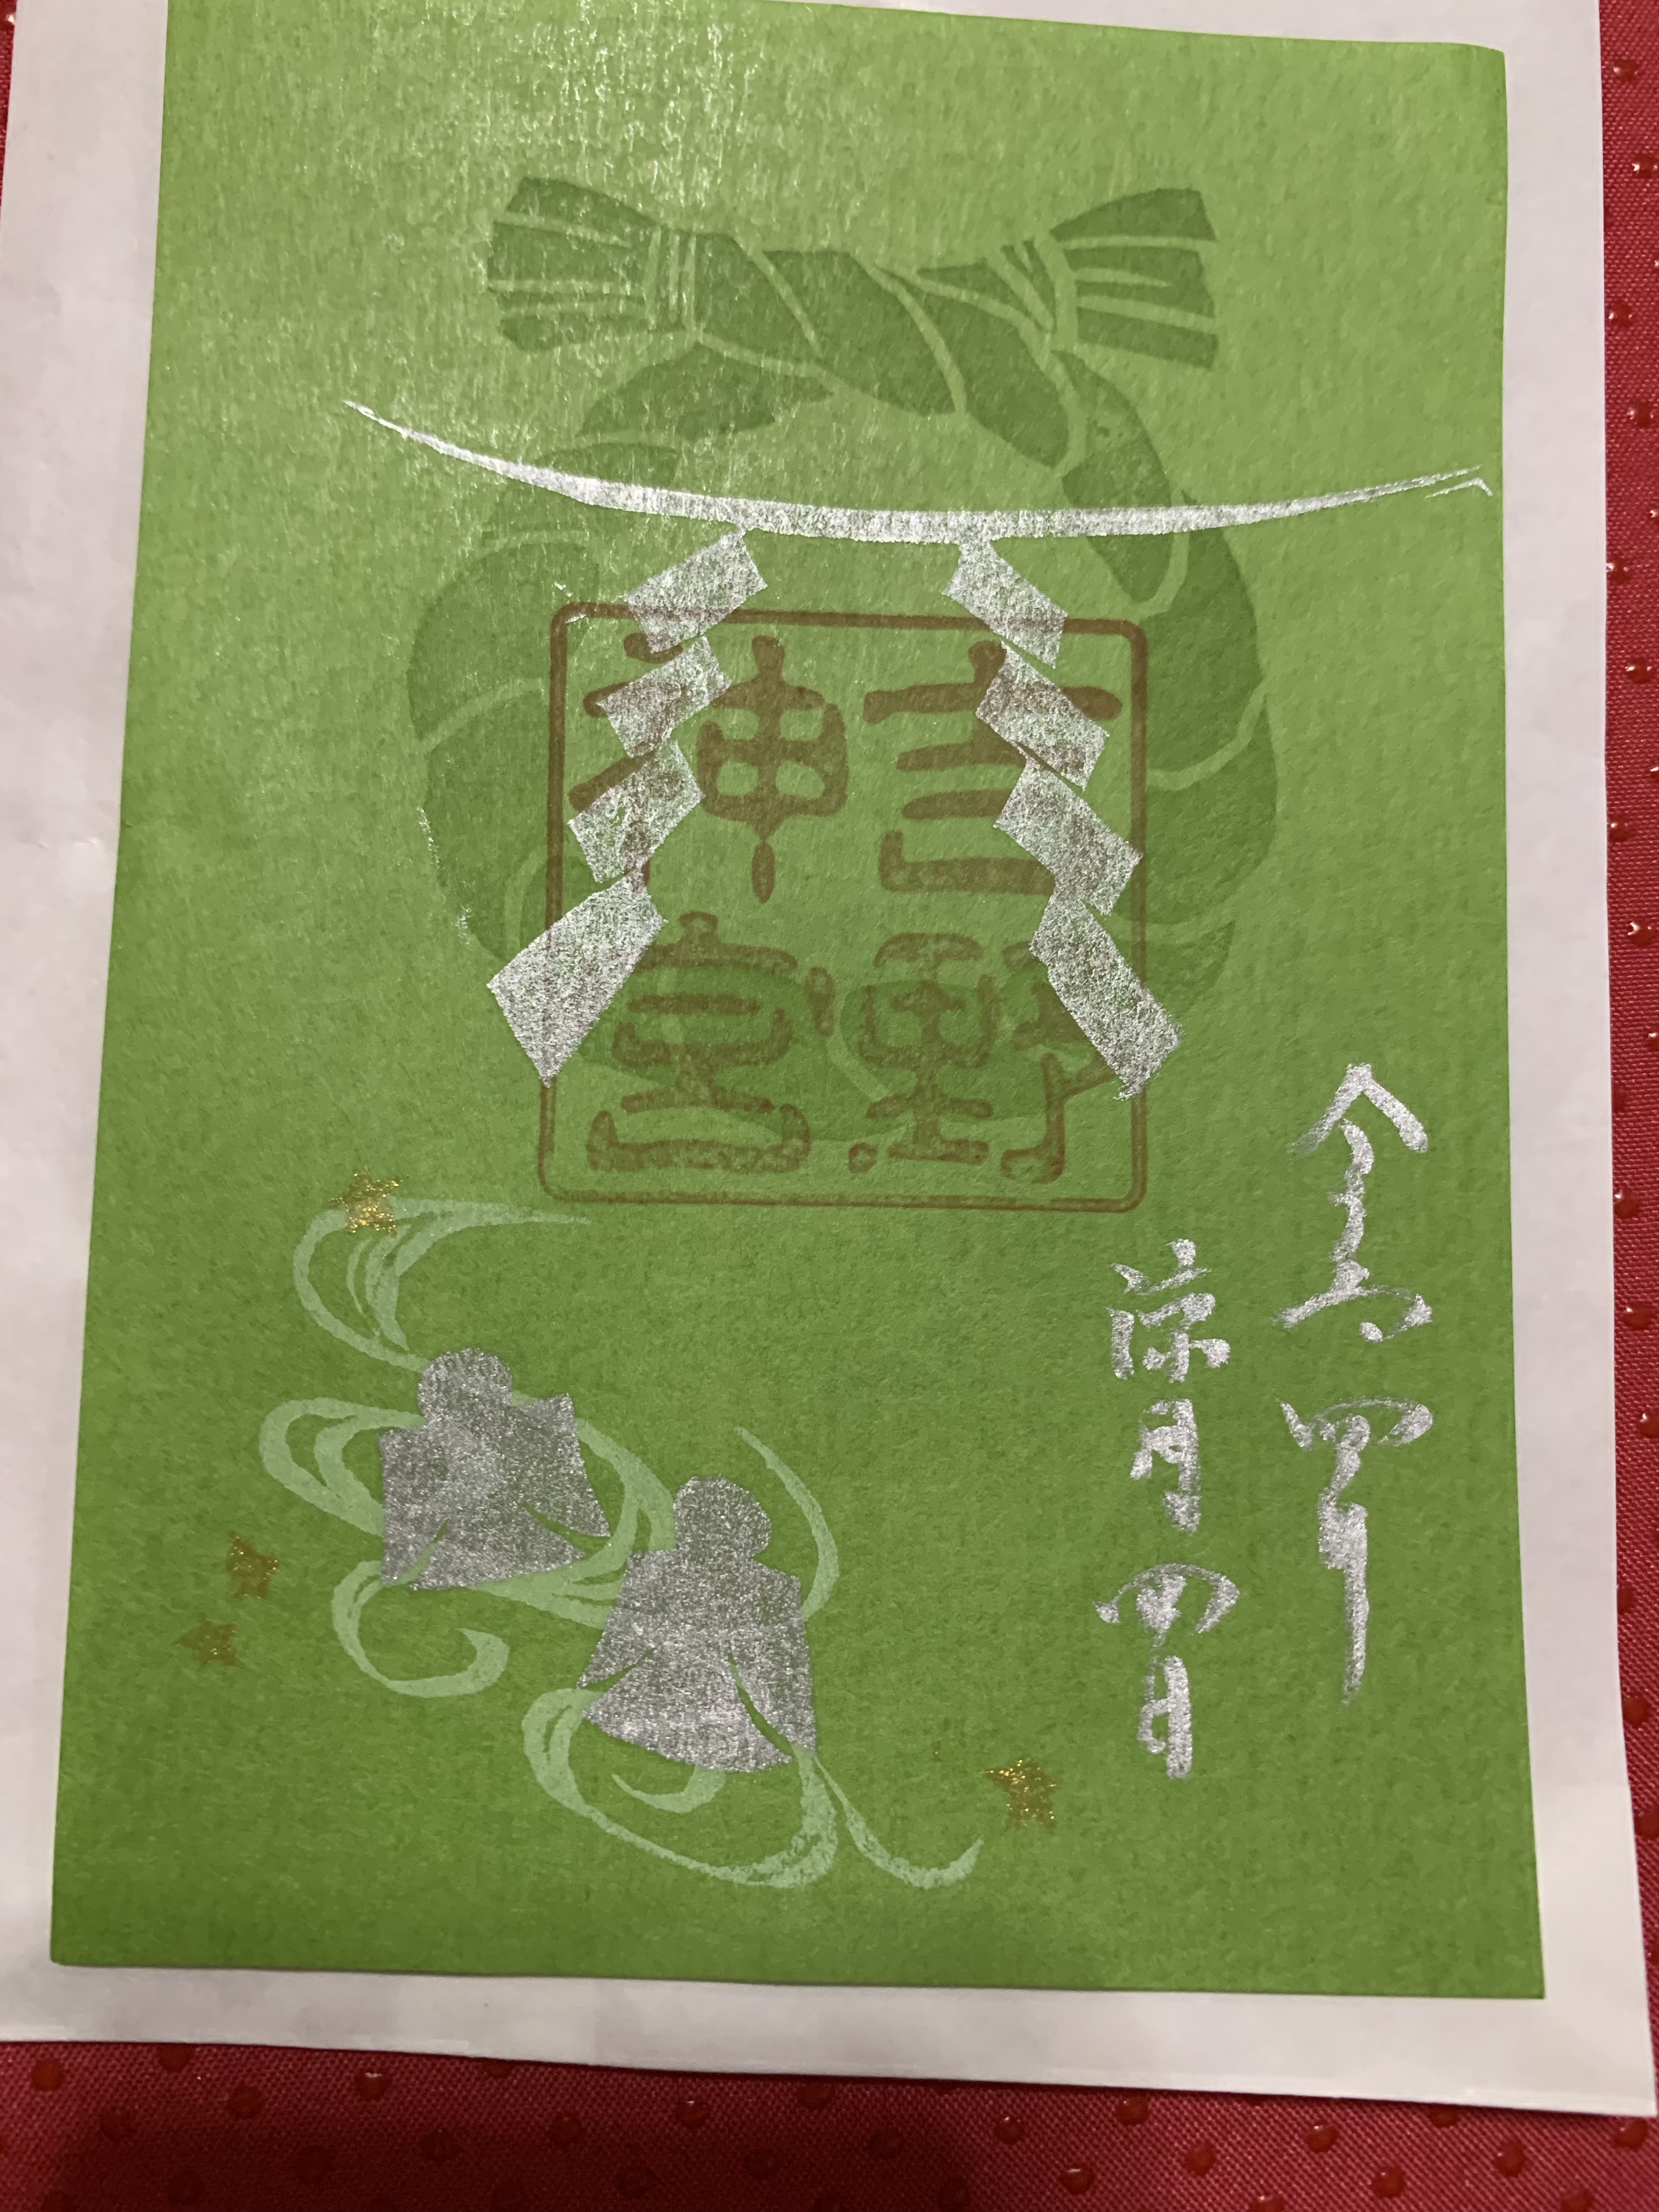 吉野
神宮
令和四年
涼月四日